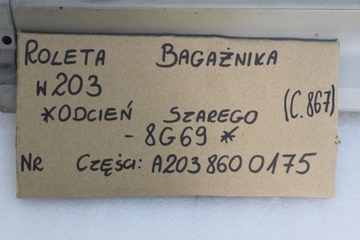 ROLETA BAGAŻNIKA
W203 (C.867)
*ODCIEŃ SZAREGO
- 8G69 *
NR CZĘŚCI: A203 860 0175